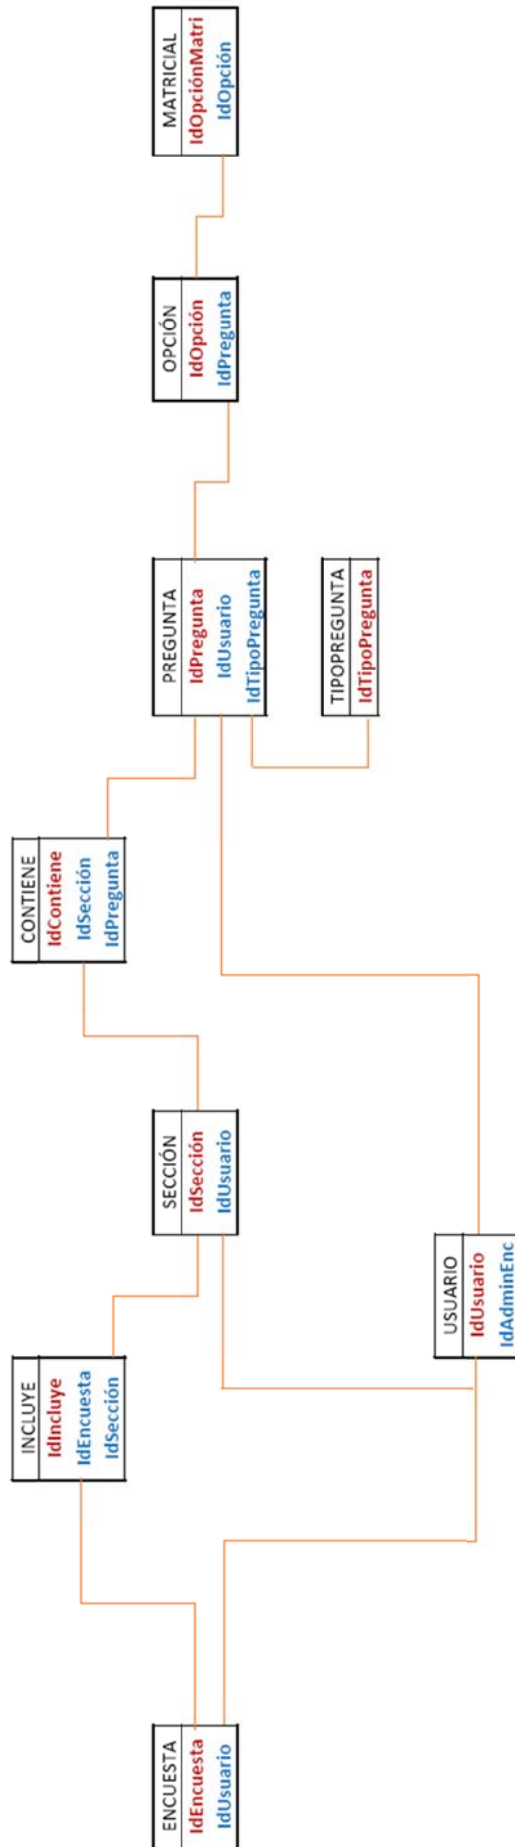 ENCUESTA
IdEncuesta
IdUsuario
INCLUYE
IdIncluye
IdEncuesta
IdSección
SECCIÓN
IdSección
IdUsuario
USUARIO
IdUsuario
IdAdminEnc
CONTIENE
IdContiene
IdSección
IdPregunta
PREGUNTA
IdPregunta
IdUsuario
IdTipoPregunta
TIPOPREGUNTA
IdTipoPregunta
OPCIÓN
IdOpción
IdPregunta
MATRICIAL
IdOpciónMatri
IdOpción